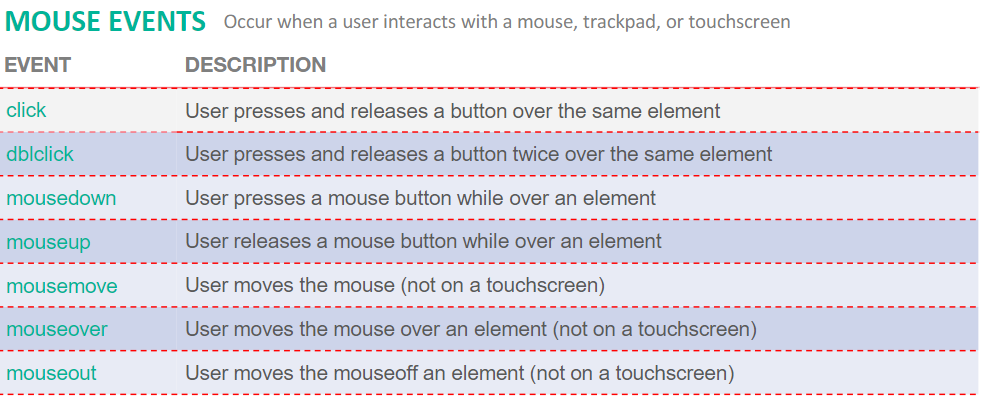 MOUSE EVENTS Occur when a user interacts with a mouse, trackpad, or touchscreen
EVENT DESCRIPTION
click User presses and releases a button over the same element
dblclick User presses and releases a button twice over the same element
mousedown User presses a mouse button while over an element
mouseup User releases a mouse button while over an element
mousemove User moves the mouse (not on a touchscreen)
mouseover User moves the mouse over an element (not on a touchscreen)
mouseout User moves the mouseoff an element (not on a touchscreen)